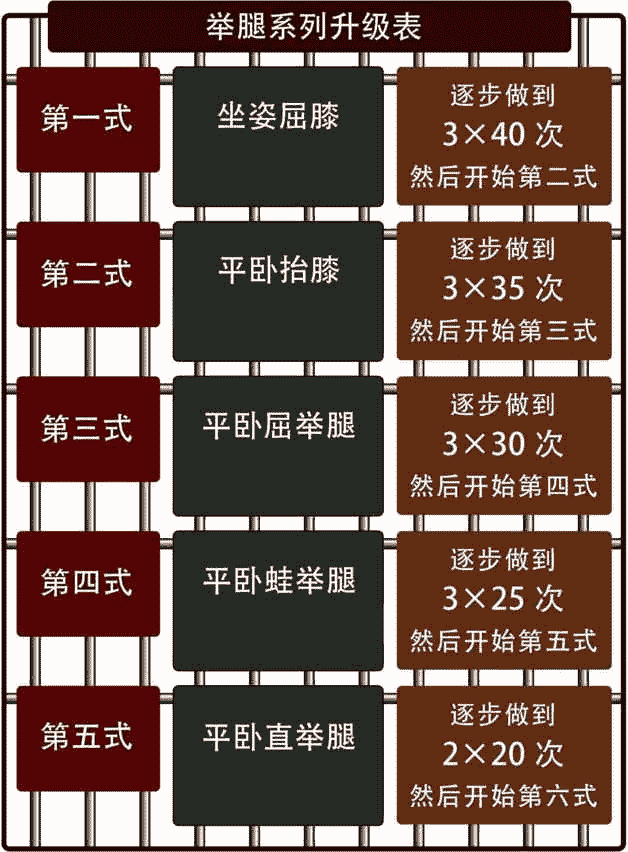 举腿系列升级表
第一式
坐姿屈膝
逐步做到
3×40 次
然后开始第二式
第二式
平卧抬膝
逐步做到
3×35 次
然后开始第三式
第三式
平卧屈举腿
逐步做到
3×30 次
然后开始第四式
第四式
平卧蛙举腿
逐步做到
3×25 次
然后开始第五式
第五式
平卧直举腿
逐步做到
2×20 次
然后开始第六式